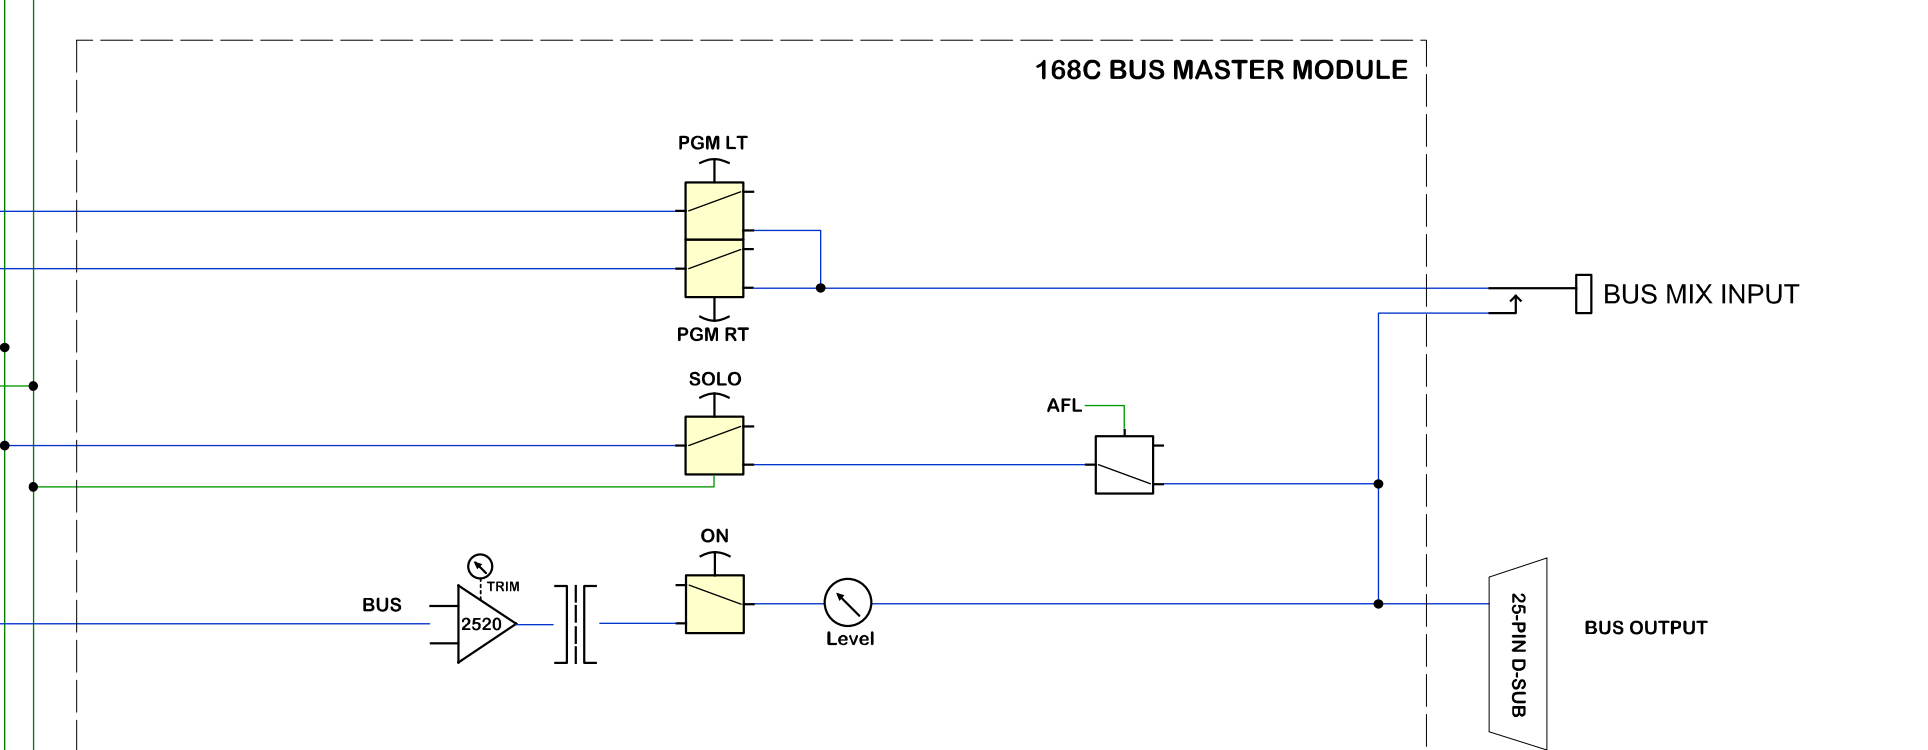 168C BUS MASTER MODULE
PGM LT
BUS MIX INPUT
PGM RT
SOLO
AFL
ON
TRIM
BUS
2520
Level
25-PIN D-SUB
BUS OUTPUT